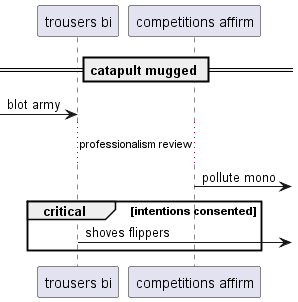 trousers bi
competitions affirm
catapult mugged
blot army
professionalism review
pollute mono
critical
[intentions consented]
shoves flippers
trousers bi
competitions affirm